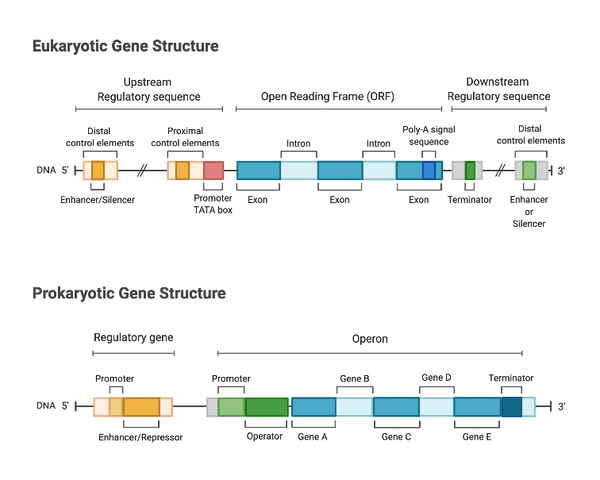 Eukaryotic Gene Structure
Upstream
Regulatory sequence
Open Reading Frame (ORF)
Downstream
Regulatory sequence
Distal
control elements
Proximal
control elements
Intron
Intron
Poly-A signal
sequence
Distal
control elements
DNA 5'
3'
Enhancer/Silencer
Promoter
TATA box
Exon
Exon
Exon
Terminator
Enhancer
or
Silencer
Prokaryotic Gene Structure
Regulatory gene
Operon
Promoter
Promoter
Gene B
Gene D
Terminator
DNA 5'
3'
Enhancer/Repressor
Operator
Gene A
Gene C
Gene E